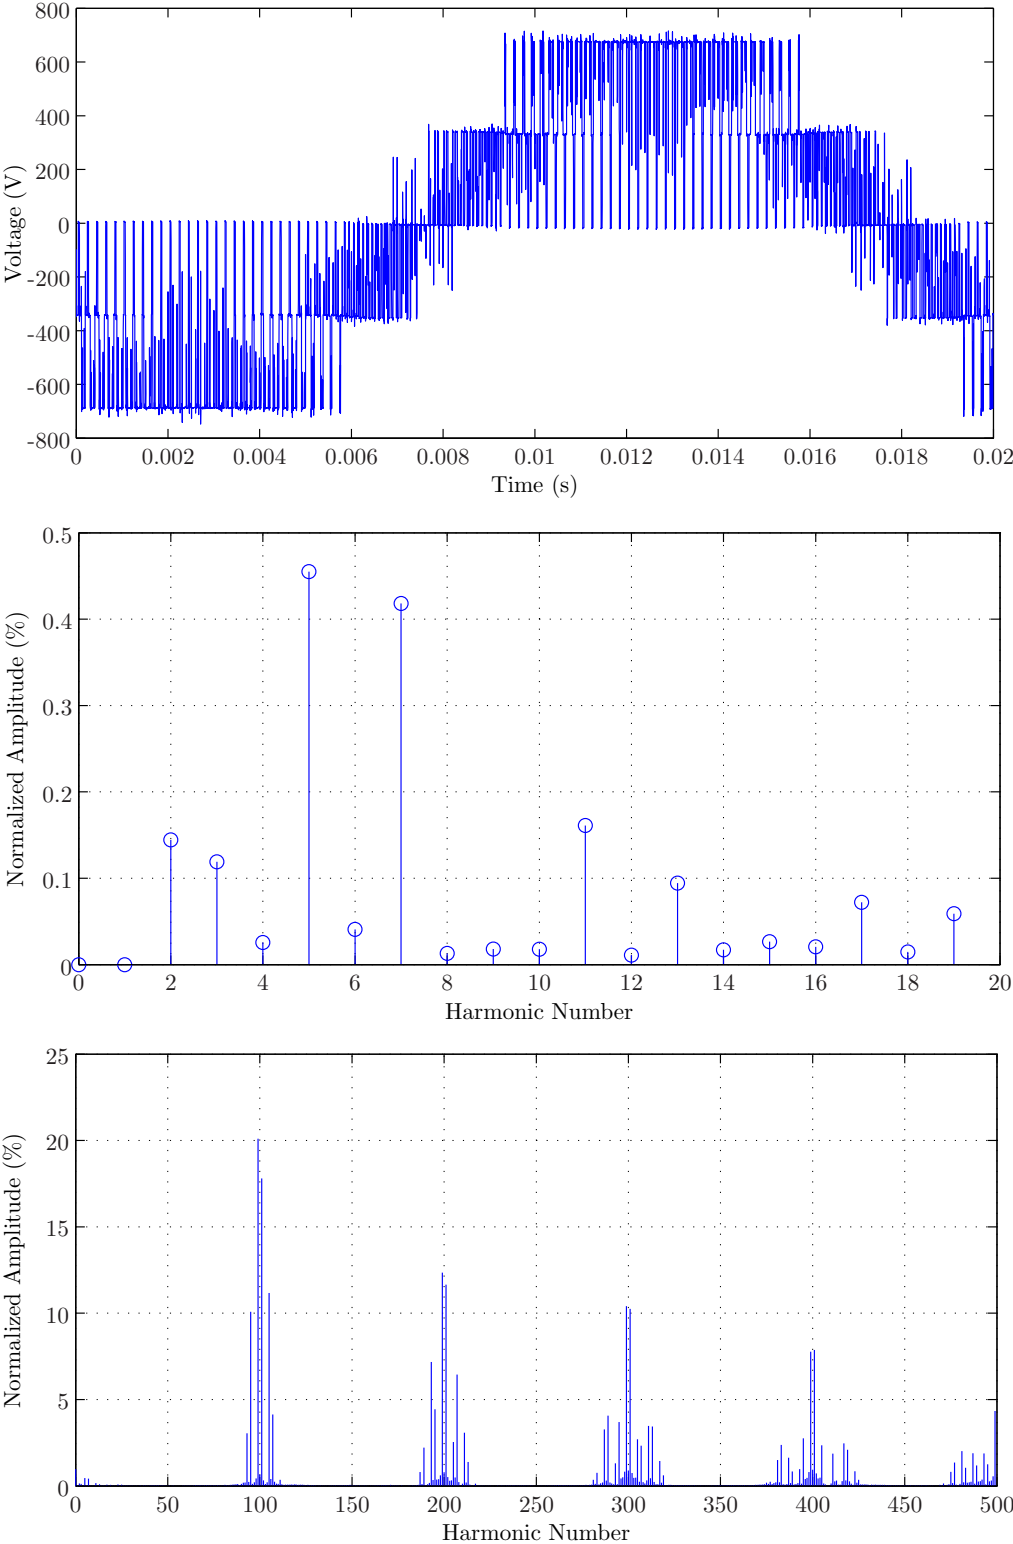 800
600
400
200
0
-200
-400
-600
-800
Voltage (V)
0 0.002 0.004 0.006 0.008 0.01 0.012 0.014 0.016 0.018 0.02
Time (s)
0.5
0.4
0.3
0.2
0.1
0
Normalized Amplitude (%)
0 2 4 6 8 10 12 14 16 18 20
Harmonic Number
25
20
15
10
5
0
Normalized Amplitude (%)
0 50 100 150 200 250 300 350 400 450 500
Harmonic Number